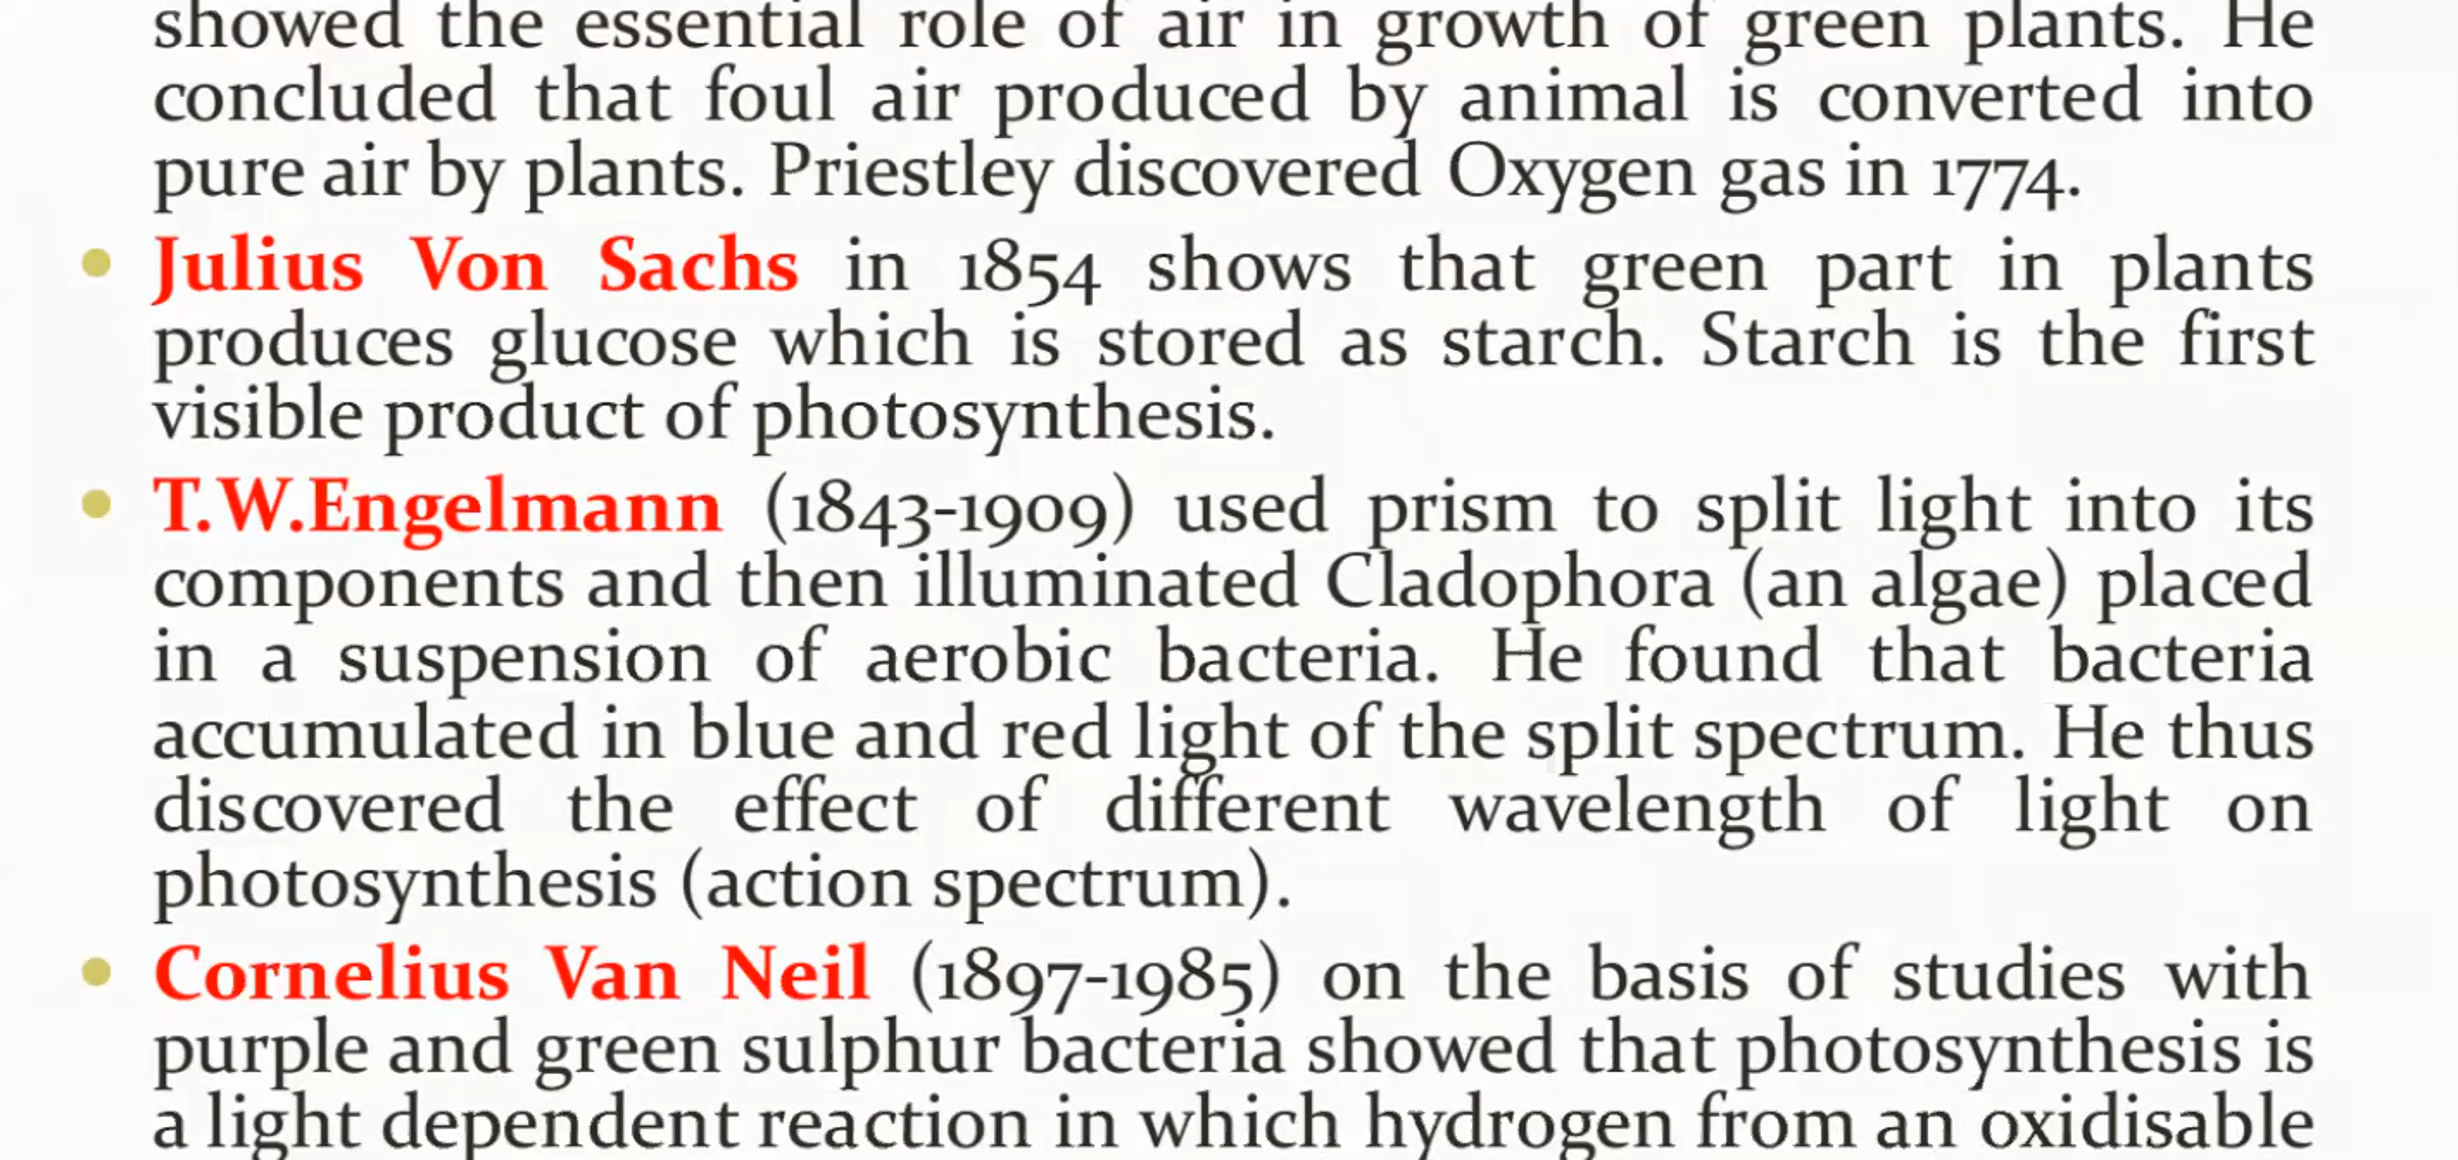 showed the essential role of air in growth of green plants. He
concluded that foul air produced by animal is converted into
pure air by plants. Priestley discovered Oxygen gas in 1774.
• Julius Von Sachs in 1854 shows that green part in plants
produces glucose which is stored as starch. Starch is the first
visible product of photosynthesis.
• T.W.Engelmann (1843-1909) used prism to split light into its
components and then illuminated Cladophora (an algae) placed
in a suspension of aerobic bacteria. He found that bacteria
accumulated in blue and red light of the split spectrum. He thus
discovered the effect of different wavelength of light on
photosynthesis (action spectrum).
• Cornelius Van Neil (1897-1985) on the basis of studies with
purple and green sulphur bacteria showed that photosynthesis is
a light dependent reaction in which hydrogen from an oxidisable